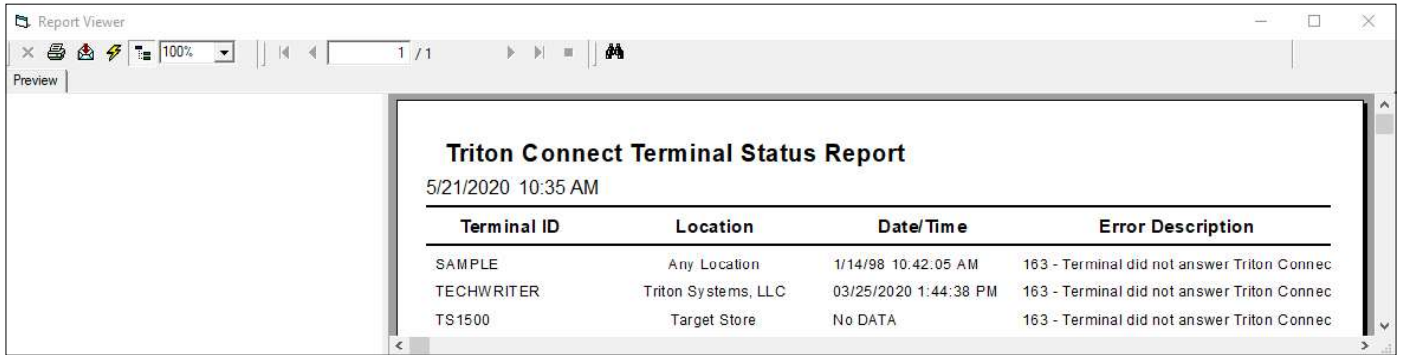 Report Viewer
100% 1 / 1
Preview
Triton Connect Terminal Status Report
5/21/2020 10:35 AM
Terminal ID Location Date/Time Error Description
SAMPLE Any Location 1/14/98 10:42:05 AM 163 - Terminal did not answer Triton Connec
TECHWRITER Triton Systems, LLC 03/25/2020 1:44:38 PM 163 - Terminal did not answer Triton Connec
TS1500 Target Store No DATA 163 - Terminal did not answer Triton Connec